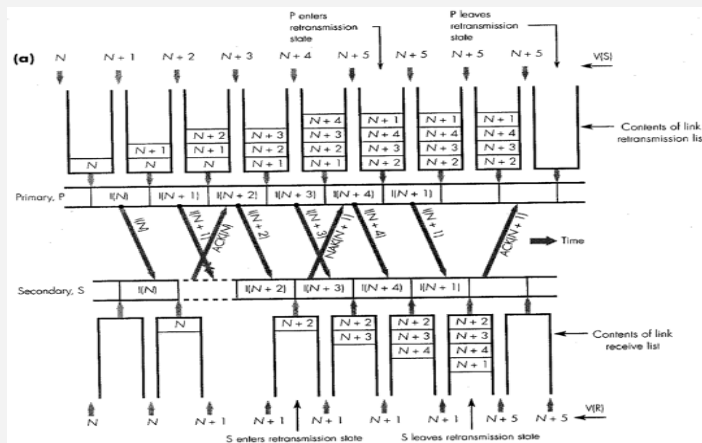 P enters retransmission state
P leaves retransmission state
(a)
N N + 1 N + 2 N + 3 N + 4 N + 5 N + 5 N + 5 N + 5 V(S)
N
N + 1
N
N + 2
N + 1
N
N + 3
N + 2
N + 1
N + 4
N + 3
N + 2
N + 1
N + 1
N + 4
N + 3
N + 2
N + 1
N + 4
N + 3
N + 2
N + 1
N + 4
N + 3
N + 2
Contents of link retransmission list
Primary, P I(N) I(N + 1) I(N + 2) I(N + 3) I(N + 4) I(N + 1)
I(N) I(N + 1) ACK(N) I(N + 2) I(N + 3) NAK(N + 1) I(N + 4) I(N + 1) ACK(N + 1)
Time
Secondary, S I(N) I(N + 2) I(N + 3) I(N + 4) I(N + 1)
N
N + 2
N + 2
N + 3
N + 2
N + 3
N + 4
N + 2
N + 3
N + 4
N + 1
Contents of link receive list
N N N + 1 N + 1 N + 1 N + 1 N + 1 N + 5 N + 5 V(R)
S enters retransmission state
S leaves retransmission state